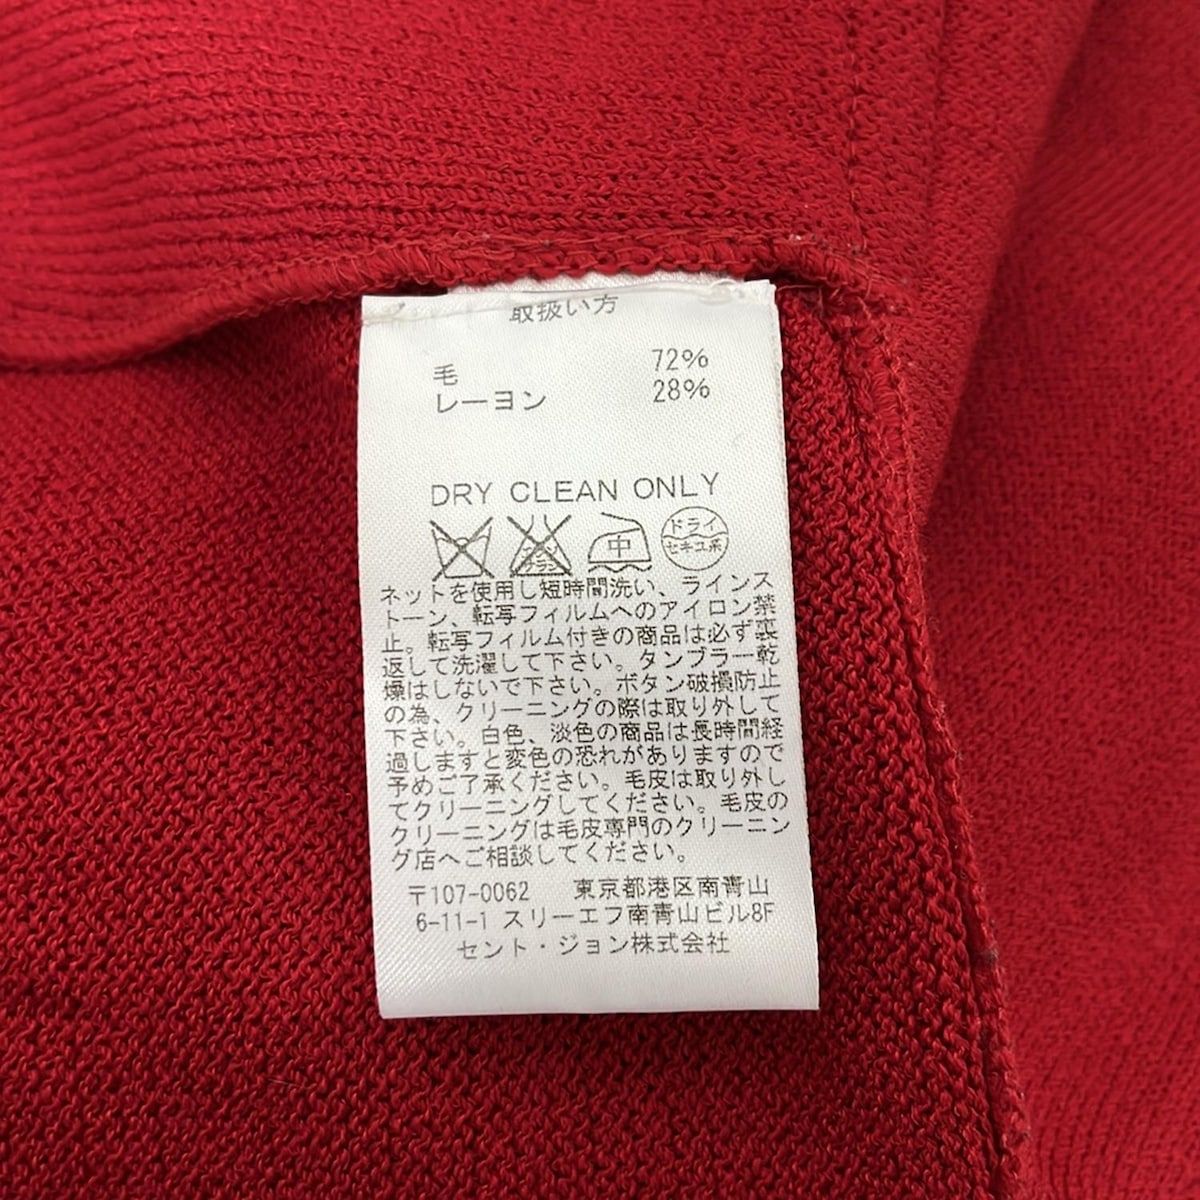 取扱い方
毛 72%
レーヨン 28%
DRY CLEAN ONLY
エンソ サラシ 中 ドライ セキユ系
ネットを使用し短時間洗い、ラインス
トーン、転写フィルムへのアイロン禁
止。転写フィルム付きの商品は必ず裏
返して洗濯して下さい。タンブラー乾
燥はしないで下さい。ボタン破損防止
の為、クリーニングの際は取り外して
下さい。白色、淡色の商品は長時間経
過しますと変色の恐れがありますので
予めご了承ください。毛皮は取り外し
てクリーニングしてください。毛皮の
クリーニングは毛皮専門のクリーニン
グ店へご相談してください。
〒107-0062 東京都港区南青山
6-11-1 スリーエフ南青山ビル8F
セント・ジョン株式会社